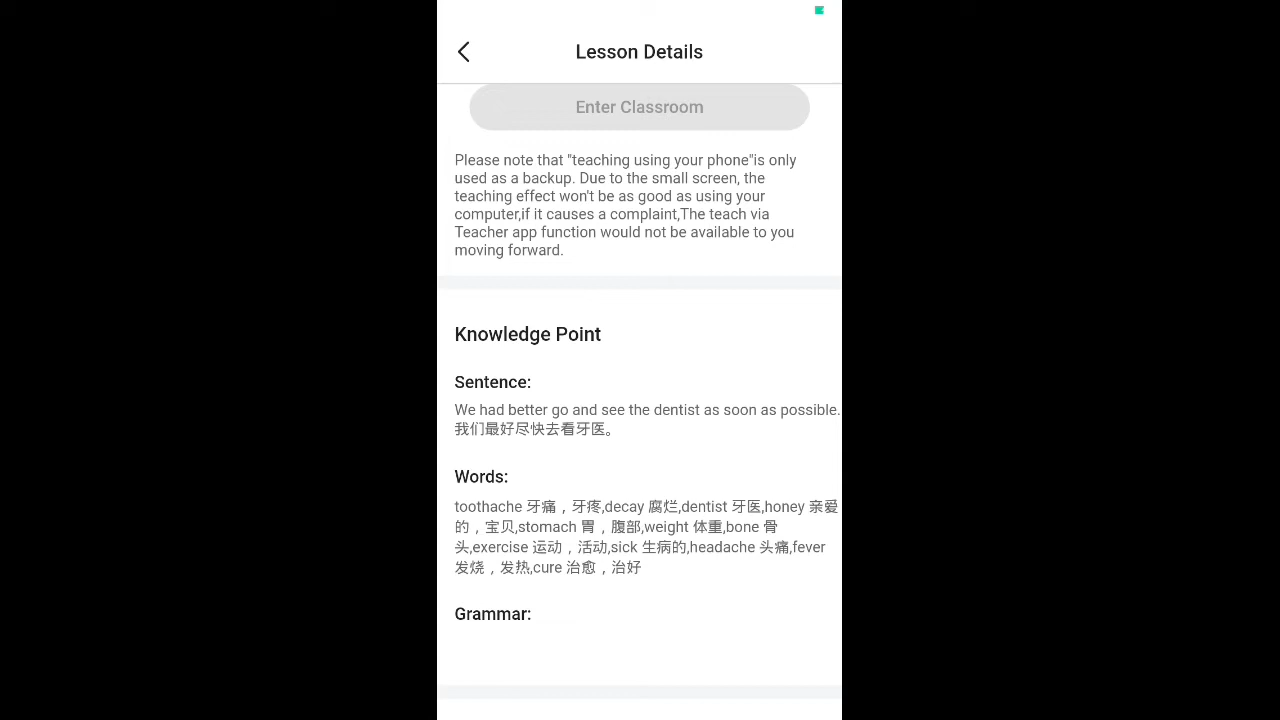 Lesson Details
Enter Classroom
Please note that "teaching using your phone"is only
used as a backup. Due to the small screen, the
teaching effect won't be as good as using your
computer,if it causes a complaint,The teach via
Teacher app function would not be available to you
moving forward.
Knowledge Point
Sentence:
We had better go and see the dentist as soon as possible.
我们最好尽快去看牙医。
Words:
toothache 牙痛，牙疼,decay 腐烂,dentist 牙医,honey 亲爱
的，宝贝,stomach 胃，腹部,weight 体重,bone 骨
头,exercise 运动，活动,sick 生病的,headache 头痛,fever
发烧，发热,cure 治愈，治好
Grammar: